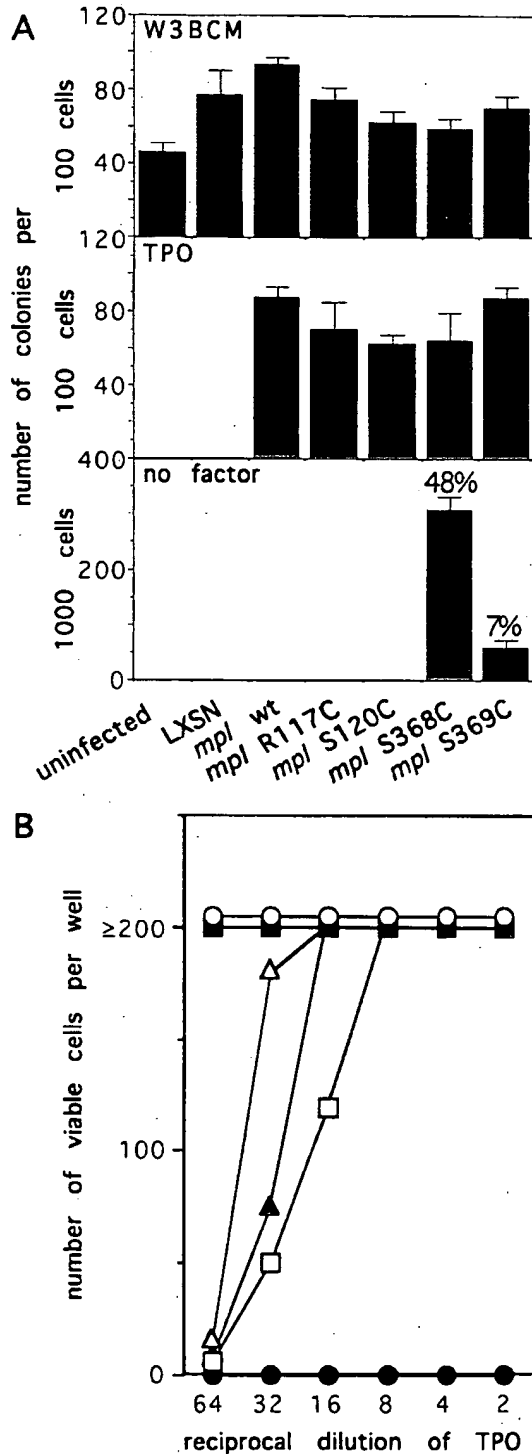 A
W3BCM
120
80
40
100 cells
TPO
120
80
40
100 cells
number of colonies per
no factor
400
200
0
1000 cells
48%
7%
uninfected
LXSN
mpl wt
mpl R117C
mpl S120C
mpl S368C
mpl S369C
B
≥200
100
0
number of viable cells per well
64 32 16 8 4 2
reciprocal dilution of TPO